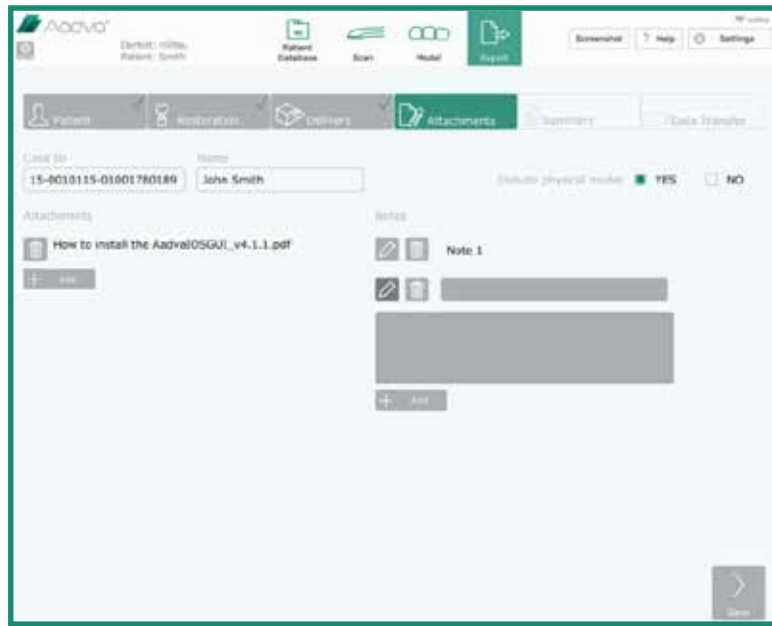 Aadva
Patient: Smith
Patient
Database
Scan
Model
Export
Screenshot
? Help
Settings
Patient
Restoration
Delivery
Attachments
Summary
Data Transfer
Case ID
Name
15-0010115-01001780189
John Smith
Include physical model
YES
NO
Attachments
Notes
How to install the AadvaIOSGUI_v4.1.1.pdf
Note 1
Add
Add